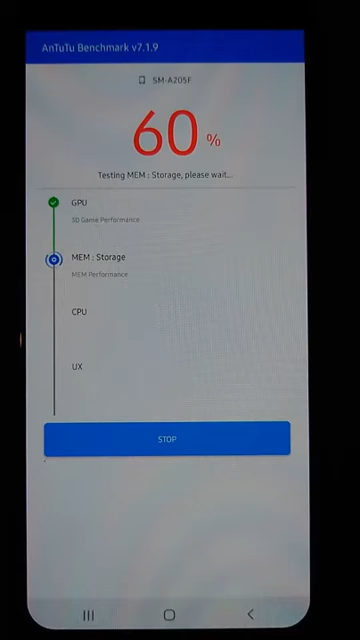 AnTuTu Benchmark v7.1.9
SM-A205F
60%
Testing MEM : Storage, please wait...
GPU
3D Game Performance
MEM : Storage
MEM Performance
CPU
UX
STOP